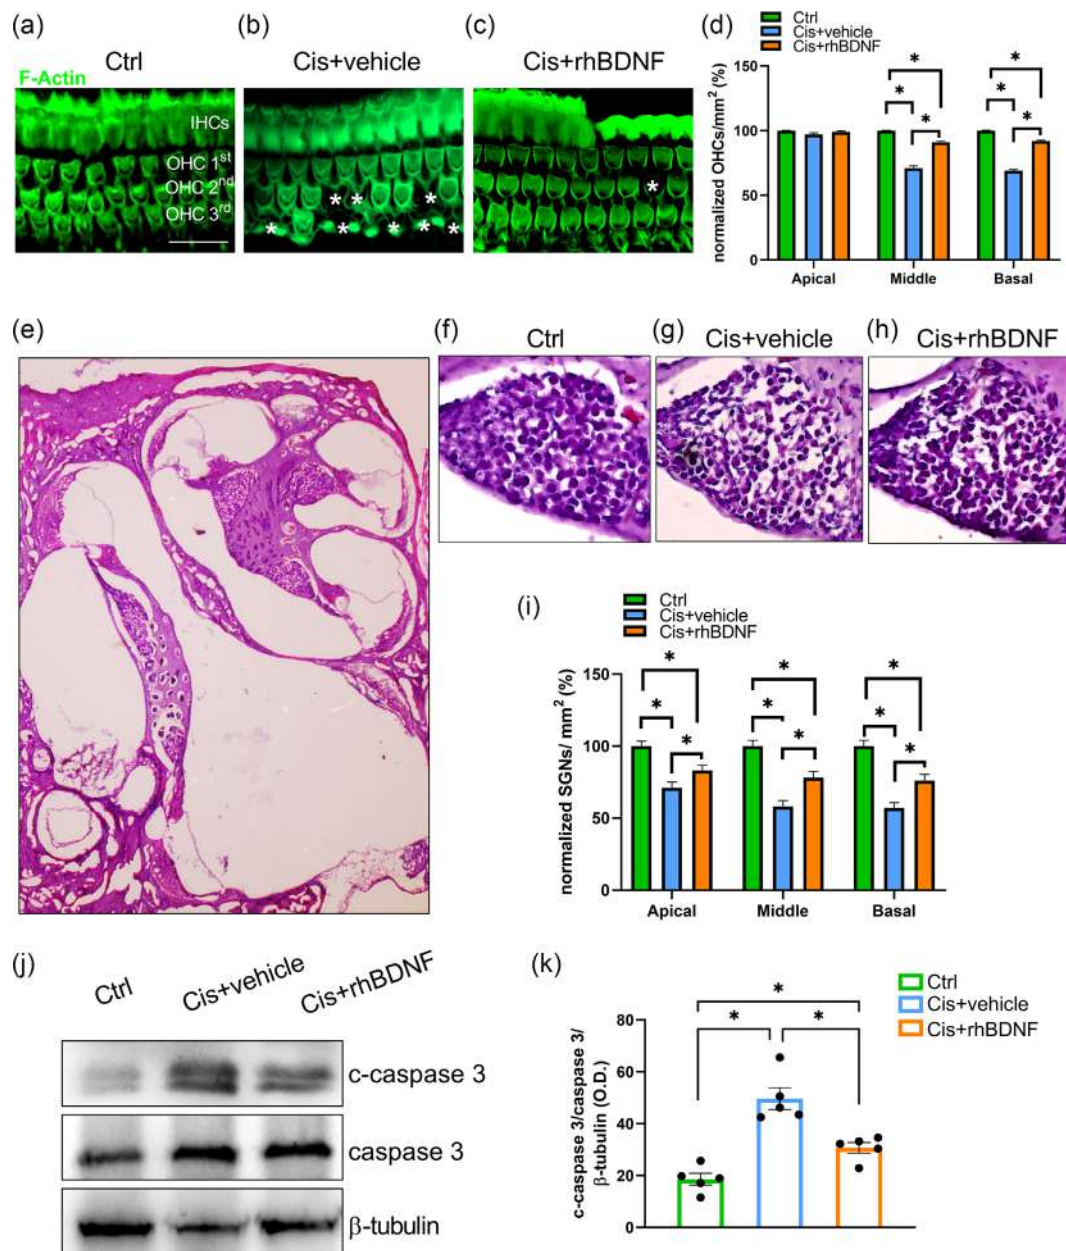 (a)
Ctrl
(b)
Cis+vehicle
(c)
Cis+rhBDNF
F-Actin
IHCs
OHC 1st
OHC 2nd
OHC 3rd
*
*
*
*
*
*
*
*
(d)
Ctrl
Cis+vehicle
Cis+rhBDNF
normalized OHCs/mm2 (%)
150
100
50
0
*
*
*
*
*
*
Apical
Middle
Basal
(e)
(f)
Ctrl
(g)
Cis+vehicle
(h)
Cis+rhBDNF
(i)
Ctrl
Cis+vehicle
Cis+rhBDNF
normalized SGNs/ mm2 (%)
150
100
50
0
*
*
*
*
*
*
*
*
*
Apical
Middle
Basal
(j)
Ctrl
Cis+vehicle
Cis+rhBDNF
c-caspase 3
caspase 3
β-tubulin
(k)
Ctrl
Cis+vehicle
Cis+rhBDNF
c-caspase 3/caspase 3/
β-tubulin (O.D.)
80
60
40
20
0
*
*
*